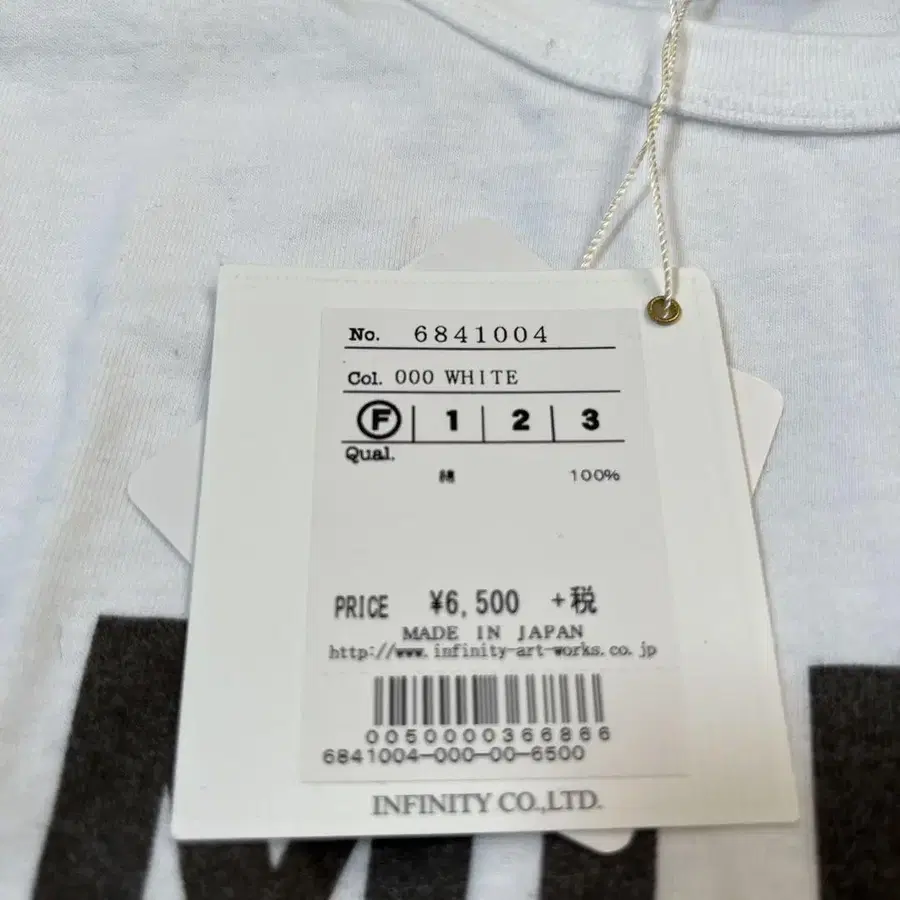 No. 6841004
Col. 000 WHITE
F 1 2 3
Qual.
綿 100%
PRICE ¥6,500 +税
MADE IN JAPAN
http://www.infinity-art-works.co.jp
0050000366866
6841004-000-00-6500
INFINITY CO.,LTD.